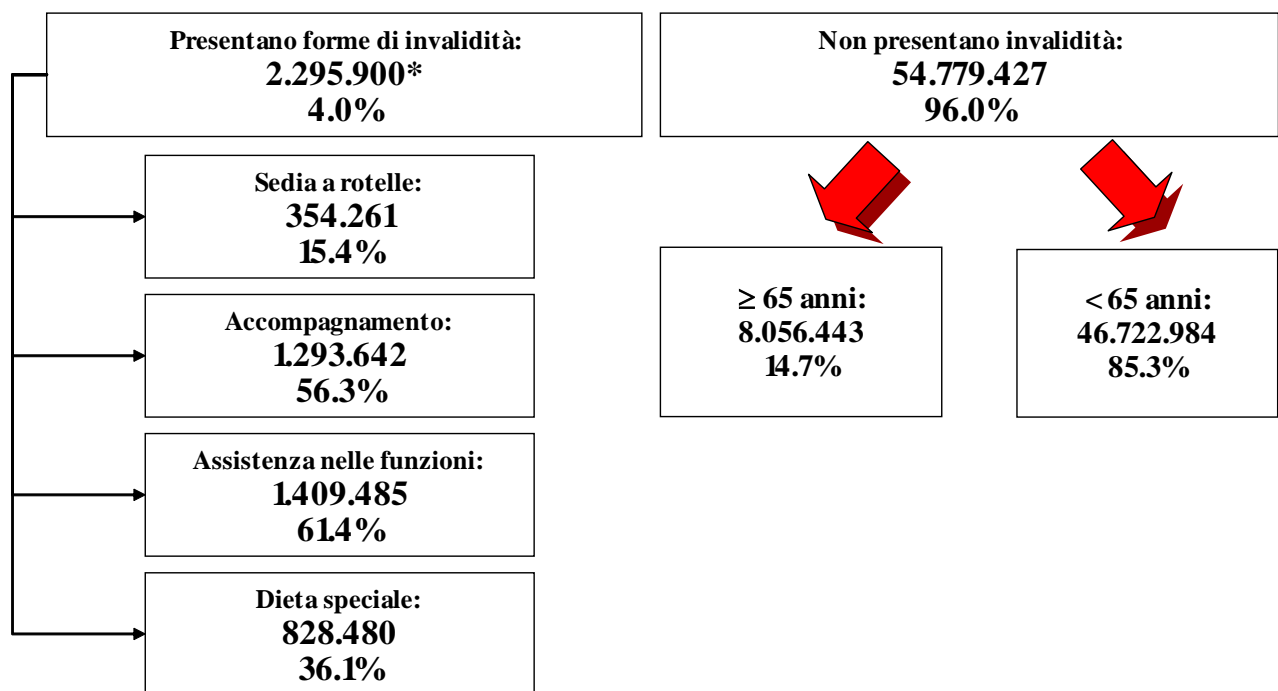 Presentano forme di invalidità:
2.295.900*
4.0%
Non presentano invalidità:
54.779.427
96.0%
Sedia a rotelle:
354.261
15.4%
Accompagnamento:
1.293.642
56.3%
Assistenza nelle funzioni:
1.409.485
61.4%
Dieta speciale:
828.480
36.1%
≥ 65 anni:
8.056.443
14.7%
< 65 anni:
46.722.984
85.3%